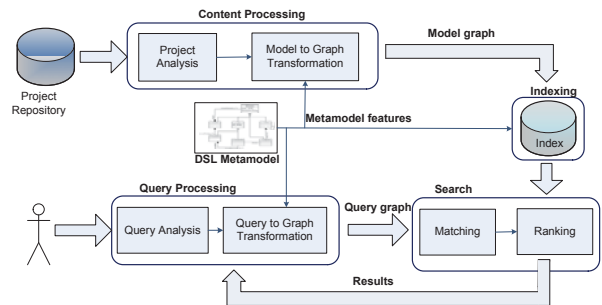 Content Processing
Project
Analysis
Model to Graph
Transformation
Model graph
Project
Repository
Indexing
Index
Metamodel features
DSL Metamodel
Query Processing
Query Analysis
Query to Graph
Transformation
Query graph
Search
Matching
Ranking
Results